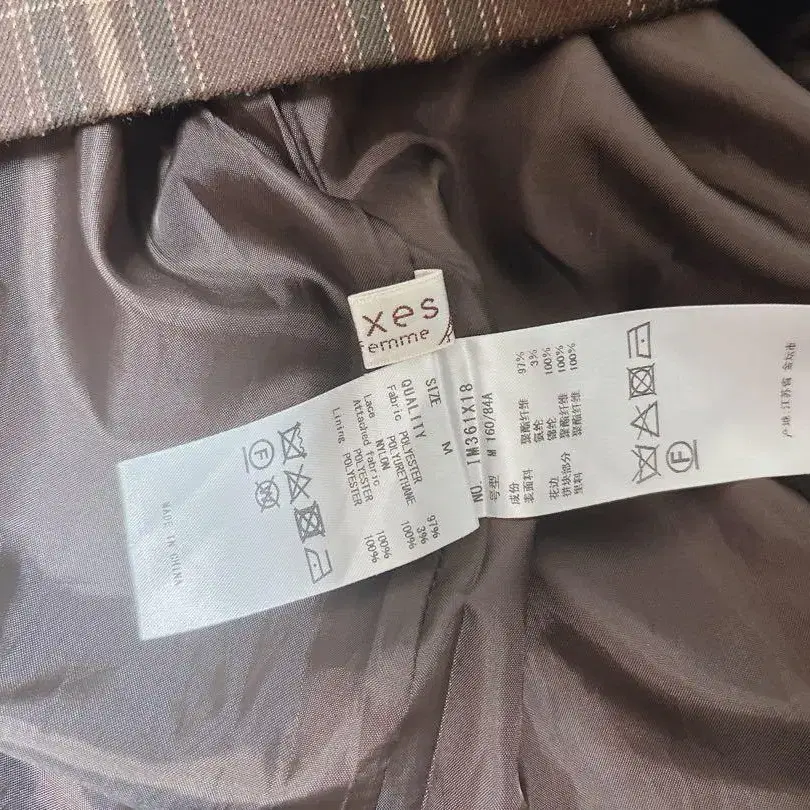 xes
femme
SIZE M
QUALITY
Fabric POLYESTER 97%
POLYURETHANE 3%
Lace NYLON 100%
Attached fabric POLYESTER 100%
Lining POLYESTER 100%
MADE IN CHINA
NO. IM361X18
号型 M 160/84A
成份
表面料 聚酯纤维 97%
氨纶 3%
花边 锦纶 100%
饼块部分 聚酯纤维 100%
里料 聚酯纤维 100%
F
产地:江苏省 金坛市
F